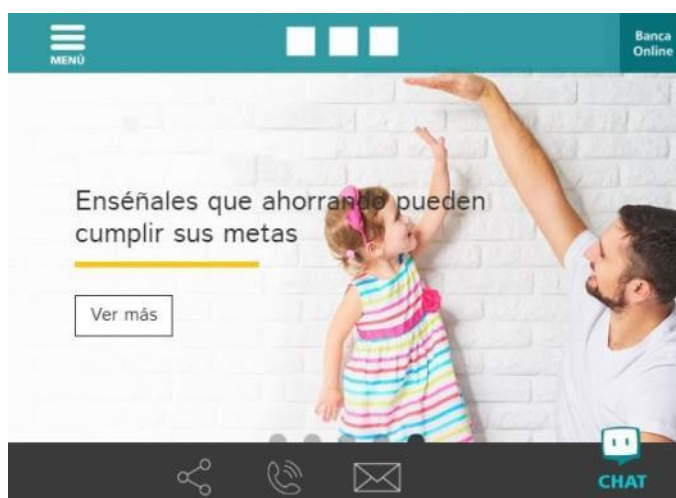 MENÚ
Banca
Online
Enséñales que ahorrando pueden
cumplir sus metas
Ver más
CHAT